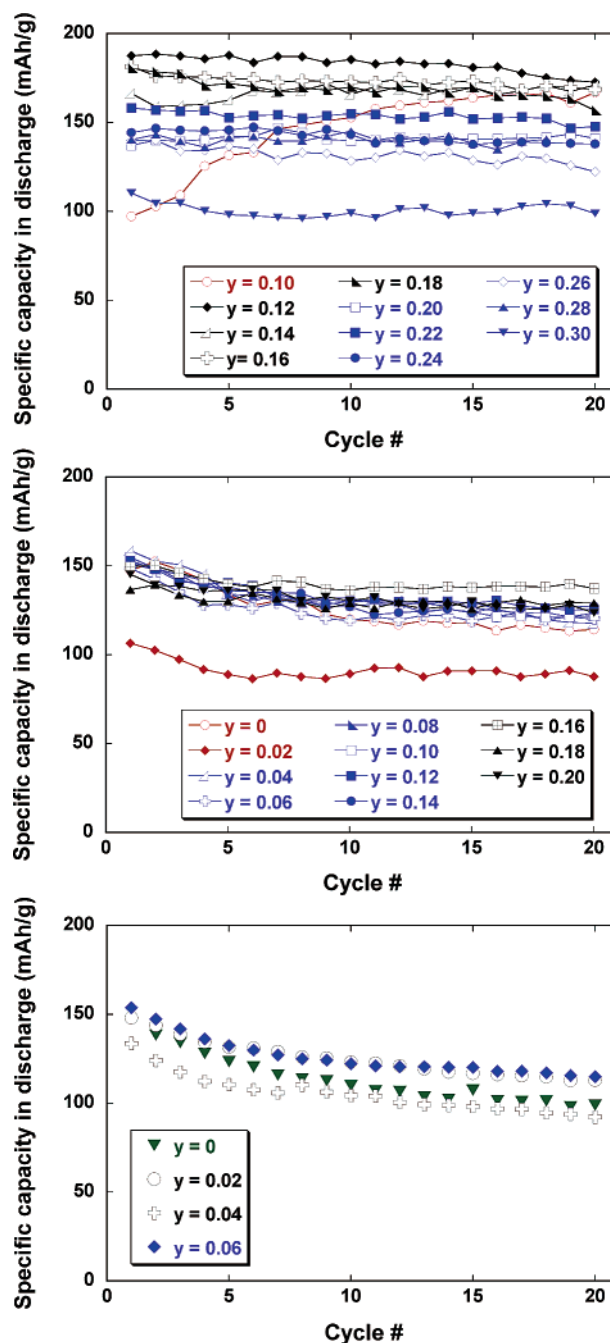 Specific capacity in discharge (mAh/g)
200
150
100
50
0
y = 0.10 y = 0.18 y = 0.26
y = 0.12 y = 0.20 y = 0.28
y = 0.14 y = 0.22 y = 0.30
y= 0.16 y = 0.24
0 5 10 15 20
Cycle #
Specific capacity in discharge (mAh/g)
200
150
100
50
0
y = 0 y = 0.08 y = 0.16
y = 0.02 y = 0.10 y = 0.18
y = 0.04 y = 0.12 y = 0.20
y = 0.06 y = 0.14
0 5 10 15 20
Cycle #
Specific capacity in discharge (mAh/g)
200
150
100
50
0
y = 0
y = 0.02
y = 0.04
y = 0.06
0 5 10 15 20
Cycle #